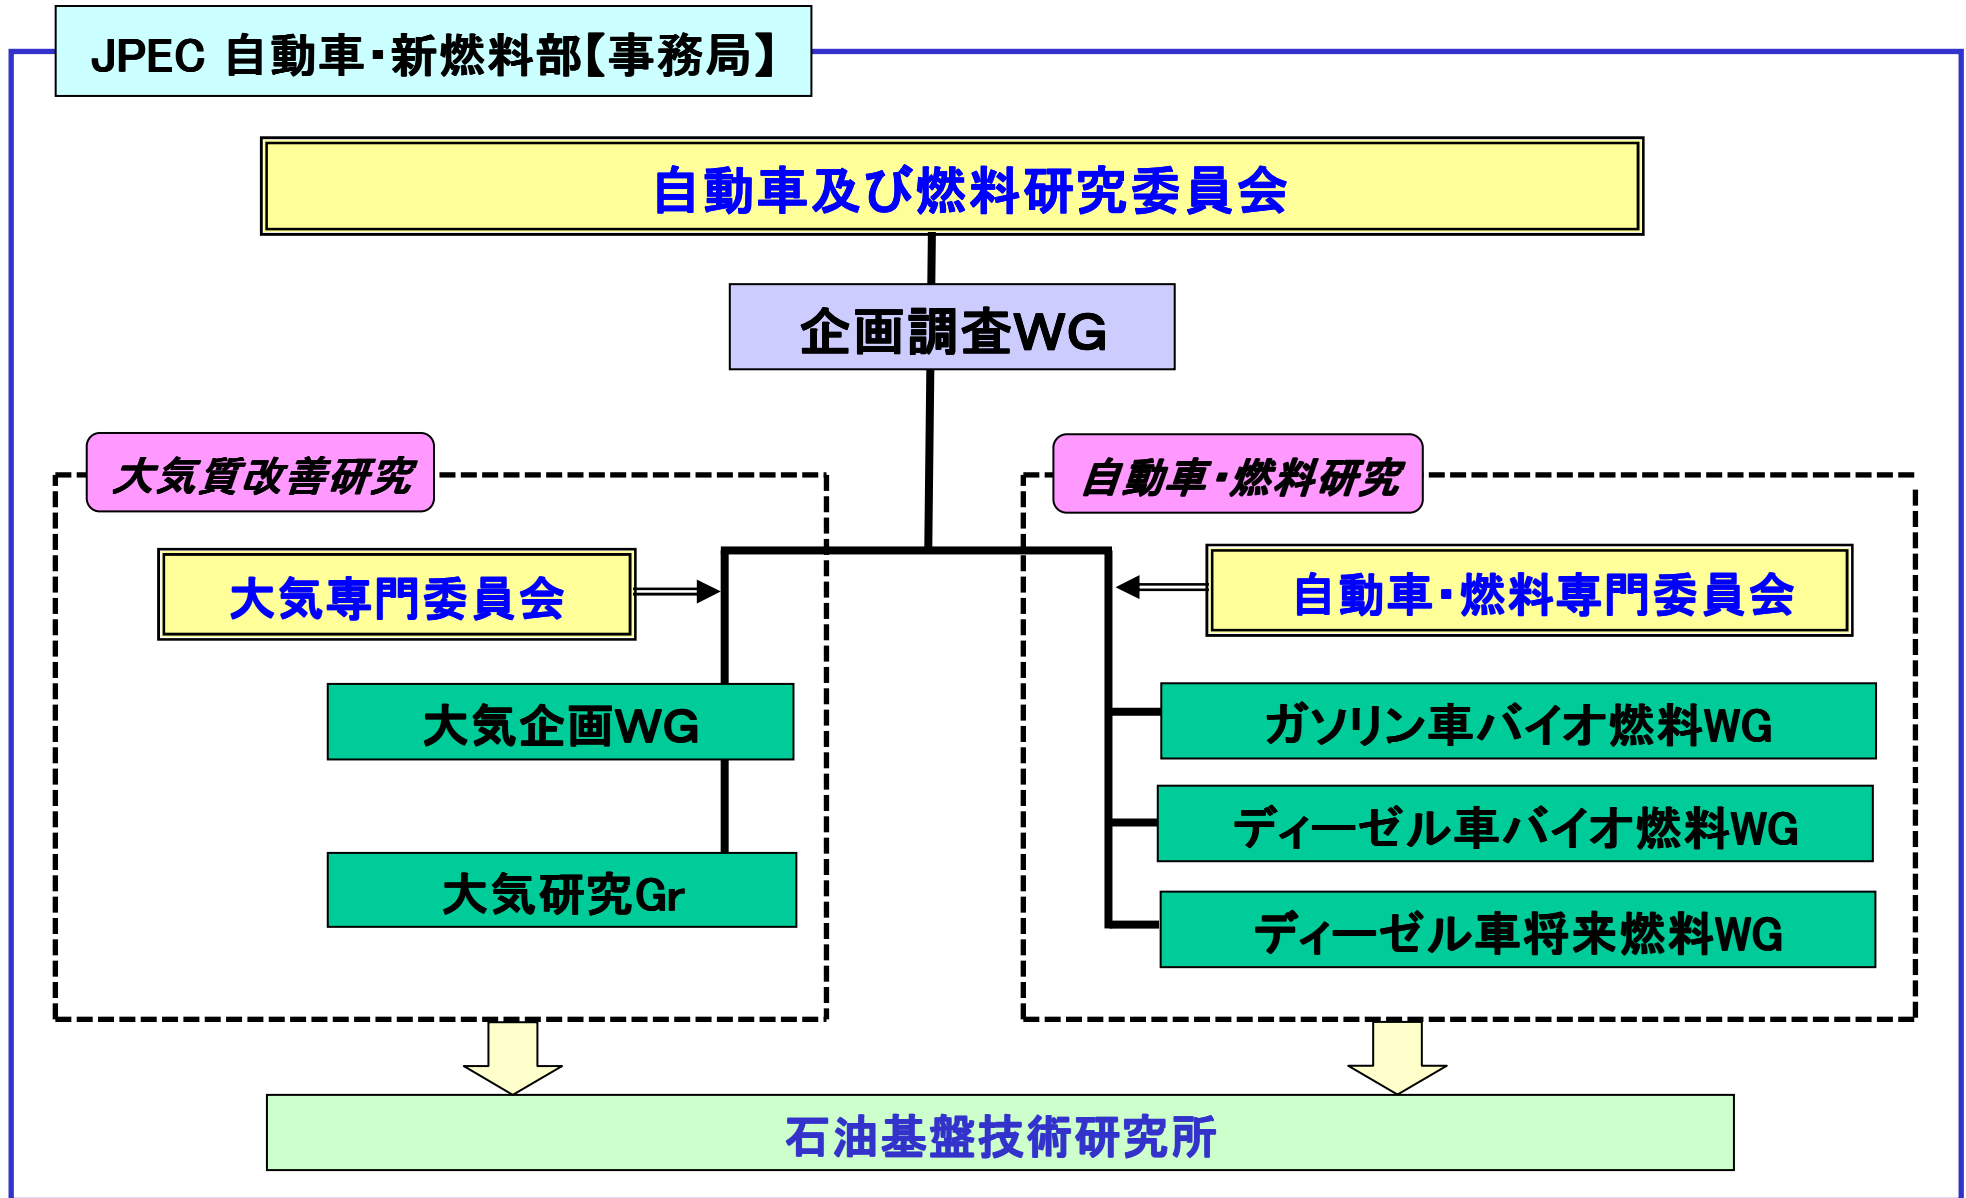 JPEC 自動車・新燃料部【事務局】
自動車及び燃料研究委員会
企画調査WG
大気質改善研究
自動車・燃料研究
大気専門委員会
自動車・燃料専門委員会
大気企画WG
ガソリン車バイオ燃料WG
ディーゼル車バイオ燃料WG
大気研究Gr
ディーゼル車将来燃料WG
石油基盤技術研究所